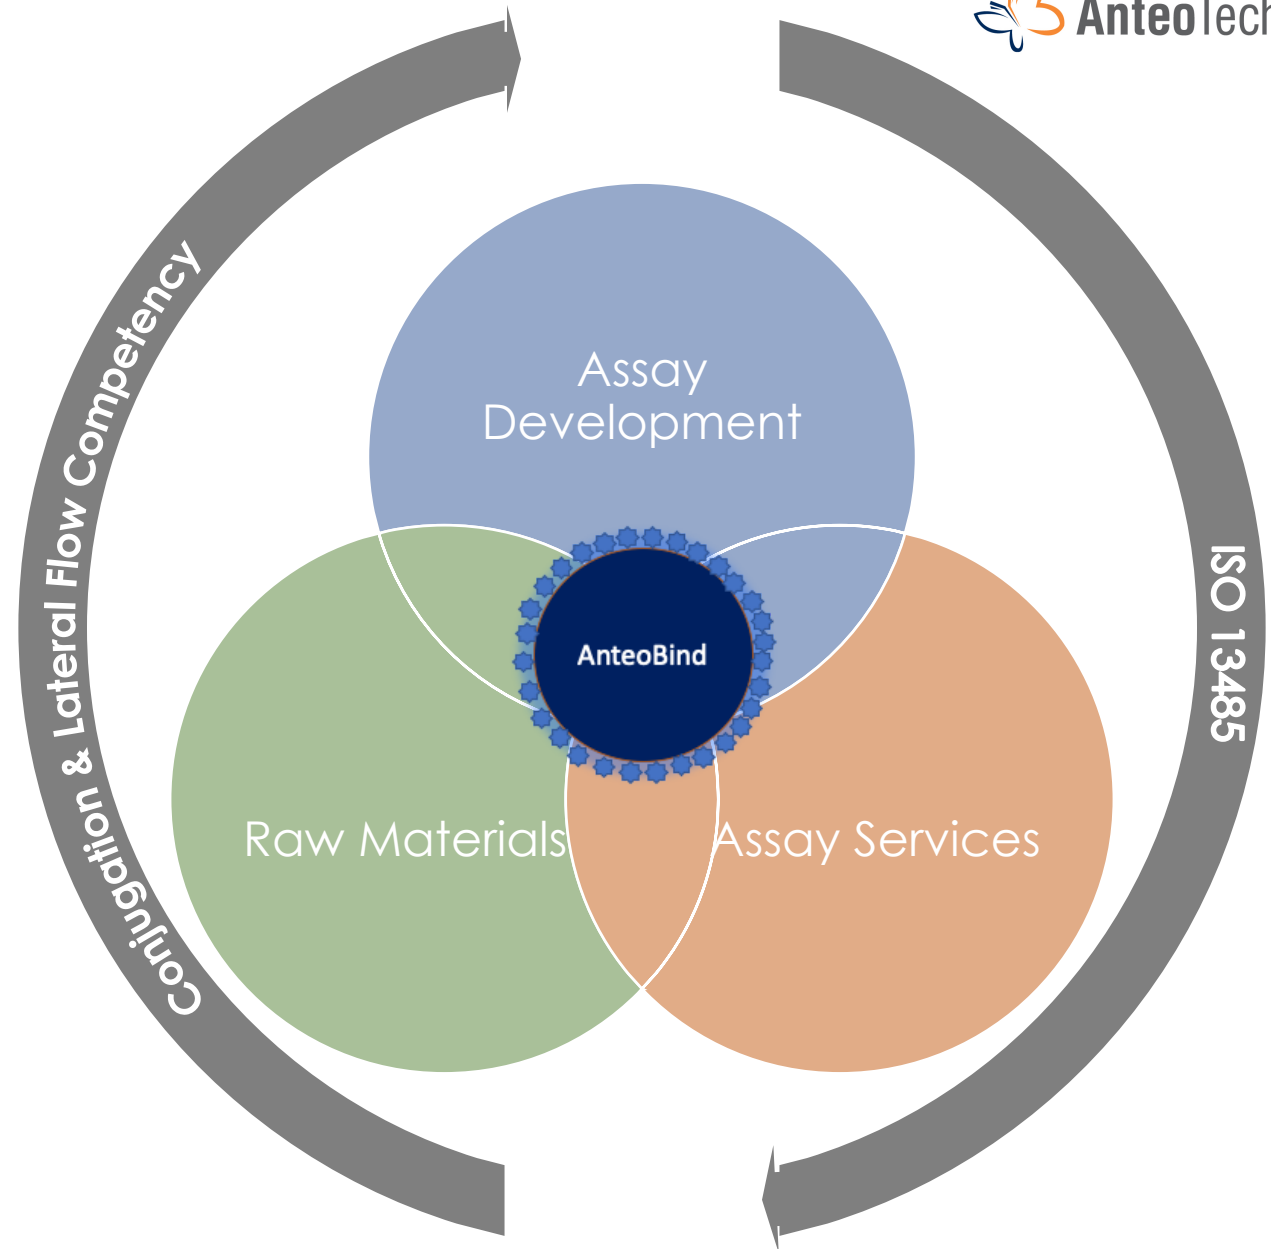 AnteoTech
Assay
Development
Conjugation & Lateral Flow Competency
ISO 13485
AnteoBind
Raw Materials
Assay Services